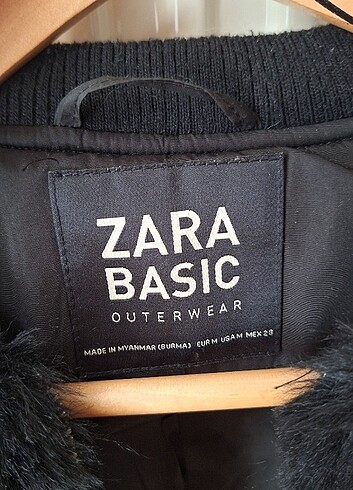 ZARA
BASIC
OUTERWEAR
MADE IN MYANMAR (BURMA) EUR M USA M MEX 28